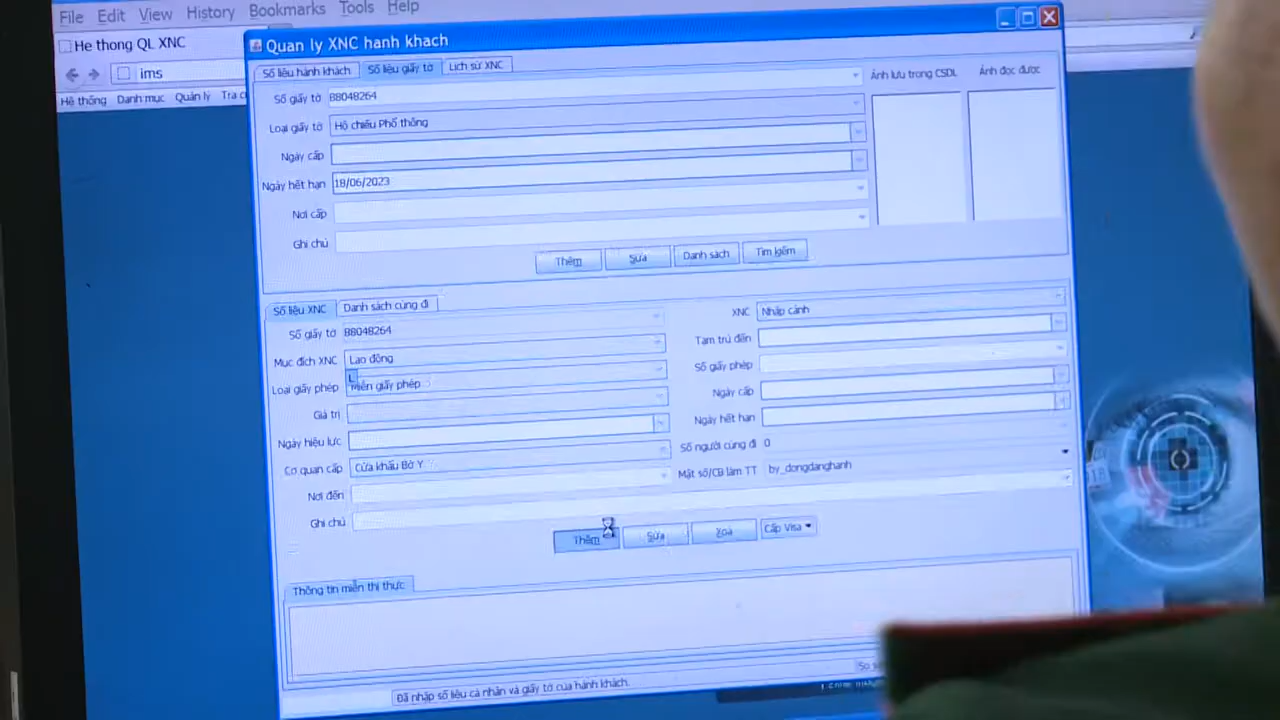 File Edit View History Bookmarks Tools Help
He thong QL XNC
ims
Hệ thống Danh mục Quản lý
Quan ly XNC hanh khach
Số liệu hành khách Số liệu giấy tờ Lịch sử XNC
Số giấy tờ 88048264
Ảnh lưu trong CSDL Ảnh đọc được
Loại giấy tờ Hộ chiếu Phổ thông
Ngày cấp
Ngày hết hạn 18/06/2023
Nơi cấp
Ghi chú
Thêm Sửa Danh sách Tìm kiếm
Số liệu XNC Danh sách cùng đi
Số giấy tờ 88048264
XNC Nhập cảnh
Mục đích XNC Lao động
Tạm trú đến
L
Loại giấy phép Miễn giấy phép
Số giấy phép
Giá trị
Ngày cấp
Ngày hiệu lực
Ngày hết hạn
Cơ quan cấp Cửa khẩu Bờ Y
Số người cùng đi 0
Nơi đến
Mật số/CB làm TT by_dongdanghanh
Ghi chú
Thêm Sửa Xoá Cấp Visa
Thông tin miễn thị thực
Đã nhập số liệu cá nhân và giấy tờ của hành khách.